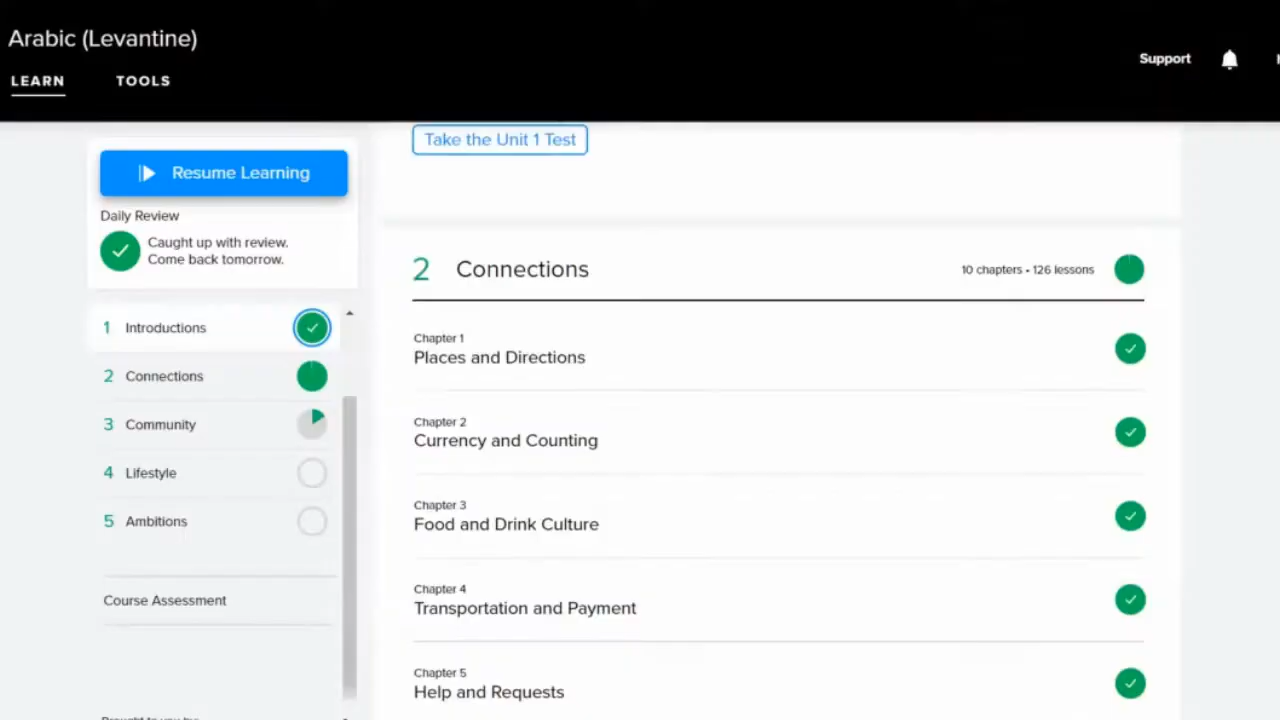 Arabic (Levantine)
LEARN
TOOLS
Support
Take the Unit 1 Test
Resume Learning
Daily Review
Caught up with review.
Come back tomorrow.
1 Introductions
2 Connections
3 Community
4 Lifestyle
5 Ambitions
Course Assessment
2 Connections
10 chapters • 126 lessons
Chapter 1
Places and Directions
Chapter 2
Currency and Counting
Chapter 3
Food and Drink Culture
Chapter 4
Transportation and Payment
Chapter 5
Help and Requests